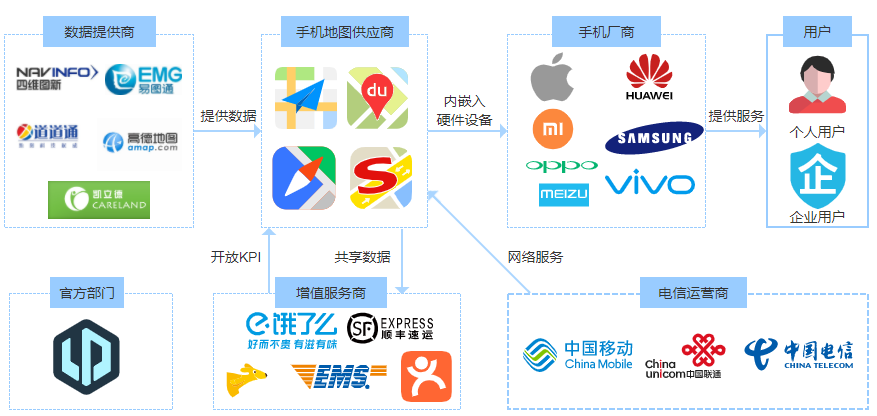 数据提供商
NAVINFO
四维图新
EMG
易图通
道道通
高德地图
amap.com
凯立德
CARELAND
提供数据
手机地图供应商
du
S
内嵌入
硬件设备
手机厂商
HUAWEI
MI
SAMSUNG
oppo
MEIZU
vivo
提供服务
用户
个人用户
企
企业用户
开放KPI
共享数据
网络服务
官方部门
增值服务商
e·饿了么
好而不贵 有滋有味
SF EXPRESS
顺丰速运
EMS
电信运营商
中国移动
China Mobile
China
unicom中国联通
中国电信
CHINA TELECOM